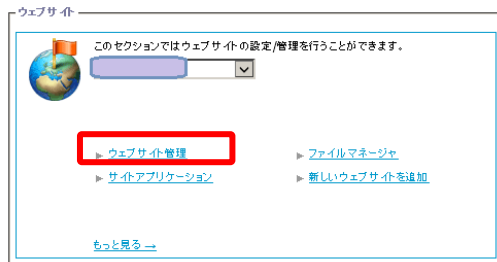 ウェブサイト
このセクションではウェブサイトの設定/管理を行うことができます。
ウェブサイト管理
ファイルマネージャ
サイトアプリケーション
新しいウェブサイトを追加
もっと見る →